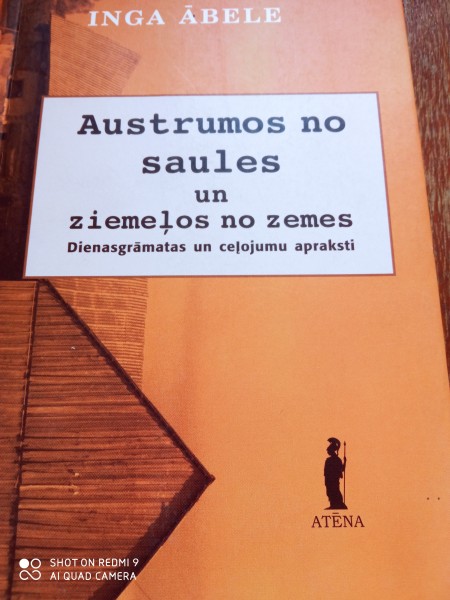 INGA ĀBELE
Austrumos no
saules
un
ziemeļos no zemes
Dienasgrāmatas un ceļojumu apraksti
ATĒNA
SHOT ON REDMI 9
AI QUAD CAMERA